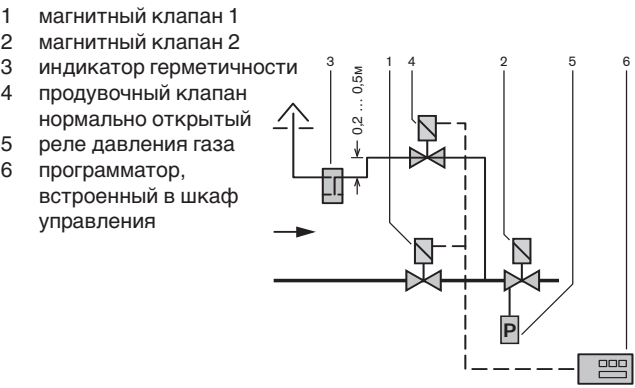 1 магнитный клапан 1
2 магнитный клапан 2
3 индикатор герметичности
4 продувочный клапан
нормально открытый
5 реле давления газа
6 программатор,
встроенный в шкаф
управления
3 1 4 2 5 6
0,2 ... 0,5м
P